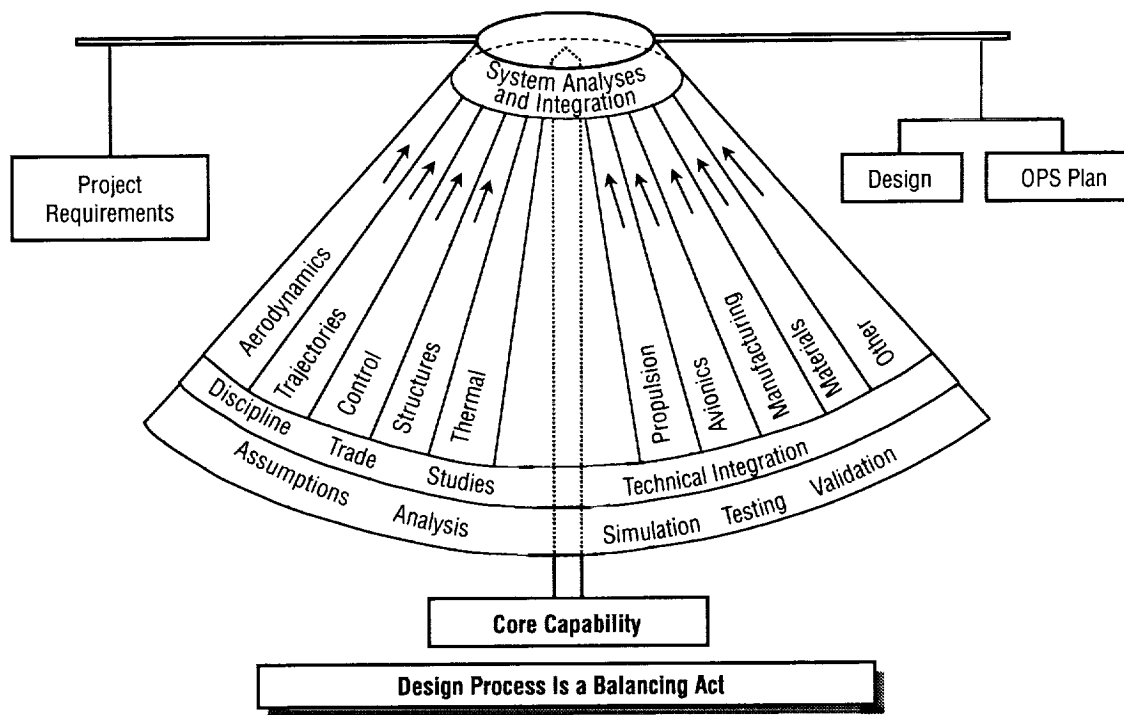 System Analyses
and Integration
Project
Requirements
Design
OPS Plan
Aerodynamics
Trajectories
Control
Structures
Thermal
Propulsion
Avionics
Manufacturing
Materials
Other
Discipline Trade Studies
Technical Integration
Assumptions Analysis
Simulation Testing Validation
Core Capability
Design Process Is a Balancing Act